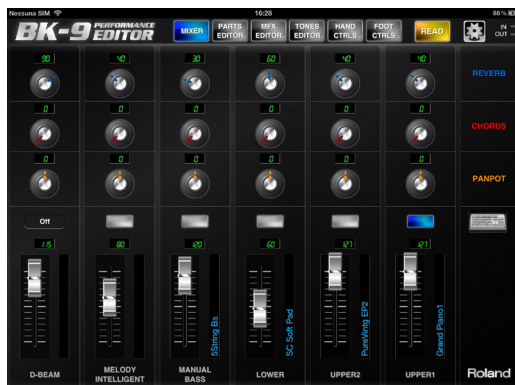 Nessuna SIM
16:28
86%
BK-9 PERFORMANCE EDITOR
MIXER
PARTS EDITOR
MFX EDITOR
TONES EDITOR
HAND CTRLS.
FOOT CTRLS.
READ
IN
OUT
90 40 30 60 40 40
REVERB
0 0 0 0 0 0
CHORUS
0 0 0 0 0 0
PANPOT
Off
115 80 120 60 127 127
5String Bs
SC Soft Pad
PureVintg EP2
Grand Piano1
D-BEAM
MELODY INTELLIGENT
MANUAL BASS
LOWER
UPPER2
UPPER1
Roland